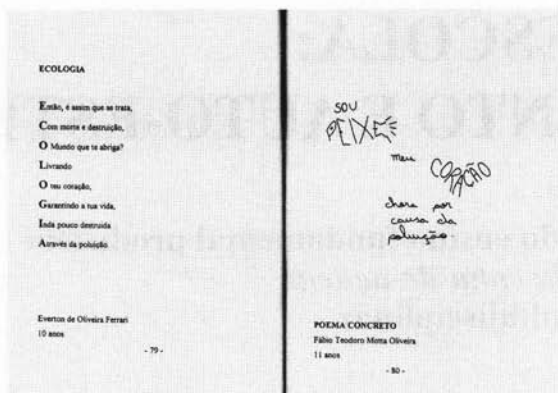 ECOLOGIA
Então, é assim que se trata,
Com morte e destruição,
O Mundo que te abriga?
Livrando
O teu coração,
Garantindo a tua vida,
Inda pouco destruida
Através da poluição
Everton de Oliveira Ferrari
10 anos
- 79 -
SOU
PEIXE
meu
CORAÇÃO
chora por
causa da
poluição
POEMA CONCRETO
Fábio Teodoro Motta Oliveira
11 anos
- 80 -